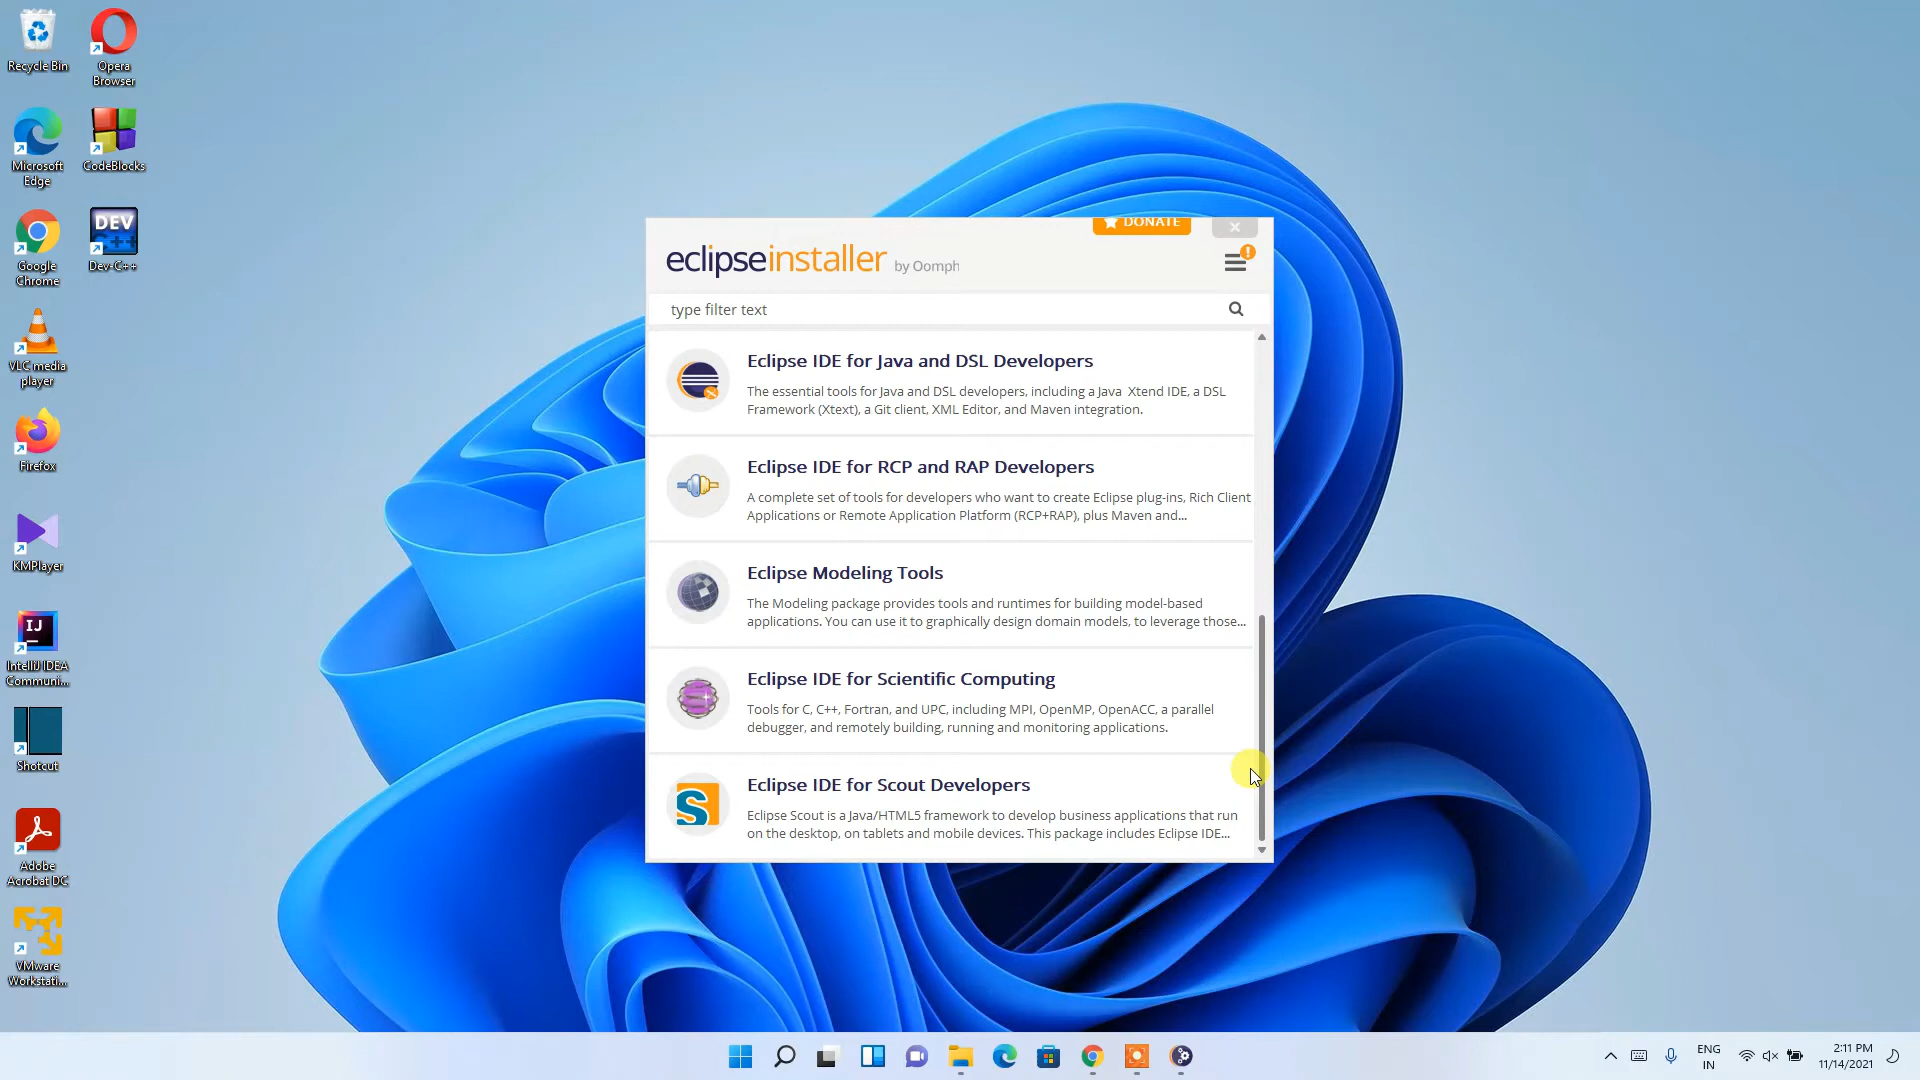 Recycle Bin
Opera
Browser
Microsoft
Edge
CodeBlocks
Google
Chrome
DEV
C++
Dev-C++
VLC media
player
Firefox
KMPlayer
IJ
IntelliJ IDEA
Communi...
Shotcut
Adobe
Acrobat DC
VMware
Workstati...
DONATE
eclipseinstaller by Oomph
type filter text
Eclipse IDE for Java and DSL Developers
The essential tools for Java and DSL developers, including a Java Xtend IDE, a DSL
Framework (Xtext), a Git client, XML Editor, and Maven integration.
Eclipse IDE for RCP and RAP Developers
A complete set of tools for developers who want to create Eclipse plug-ins, Rich Client
Applications or Remote Application Platform (RCP+RAP), plus Maven and...
Eclipse Modeling Tools
The Modeling package provides tools and runtimes for building model-based
applications. You can use it to graphically design domain models, to leverage those...
Eclipse IDE for Scientific Computing
Tools for C, C++, Fortran, and UPC, including MPI, OpenMP, OpenACC, a parallel
debugger, and remotely building, running and monitoring applications.
S
Eclipse IDE for Scout Developers
Eclipse Scout is a Java/HTML5 framework to develop business applications that run
on the desktop, on tablets and mobile devices. This package includes Eclipse IDE...
ENG
IN
2:11 PM
11/14/2021